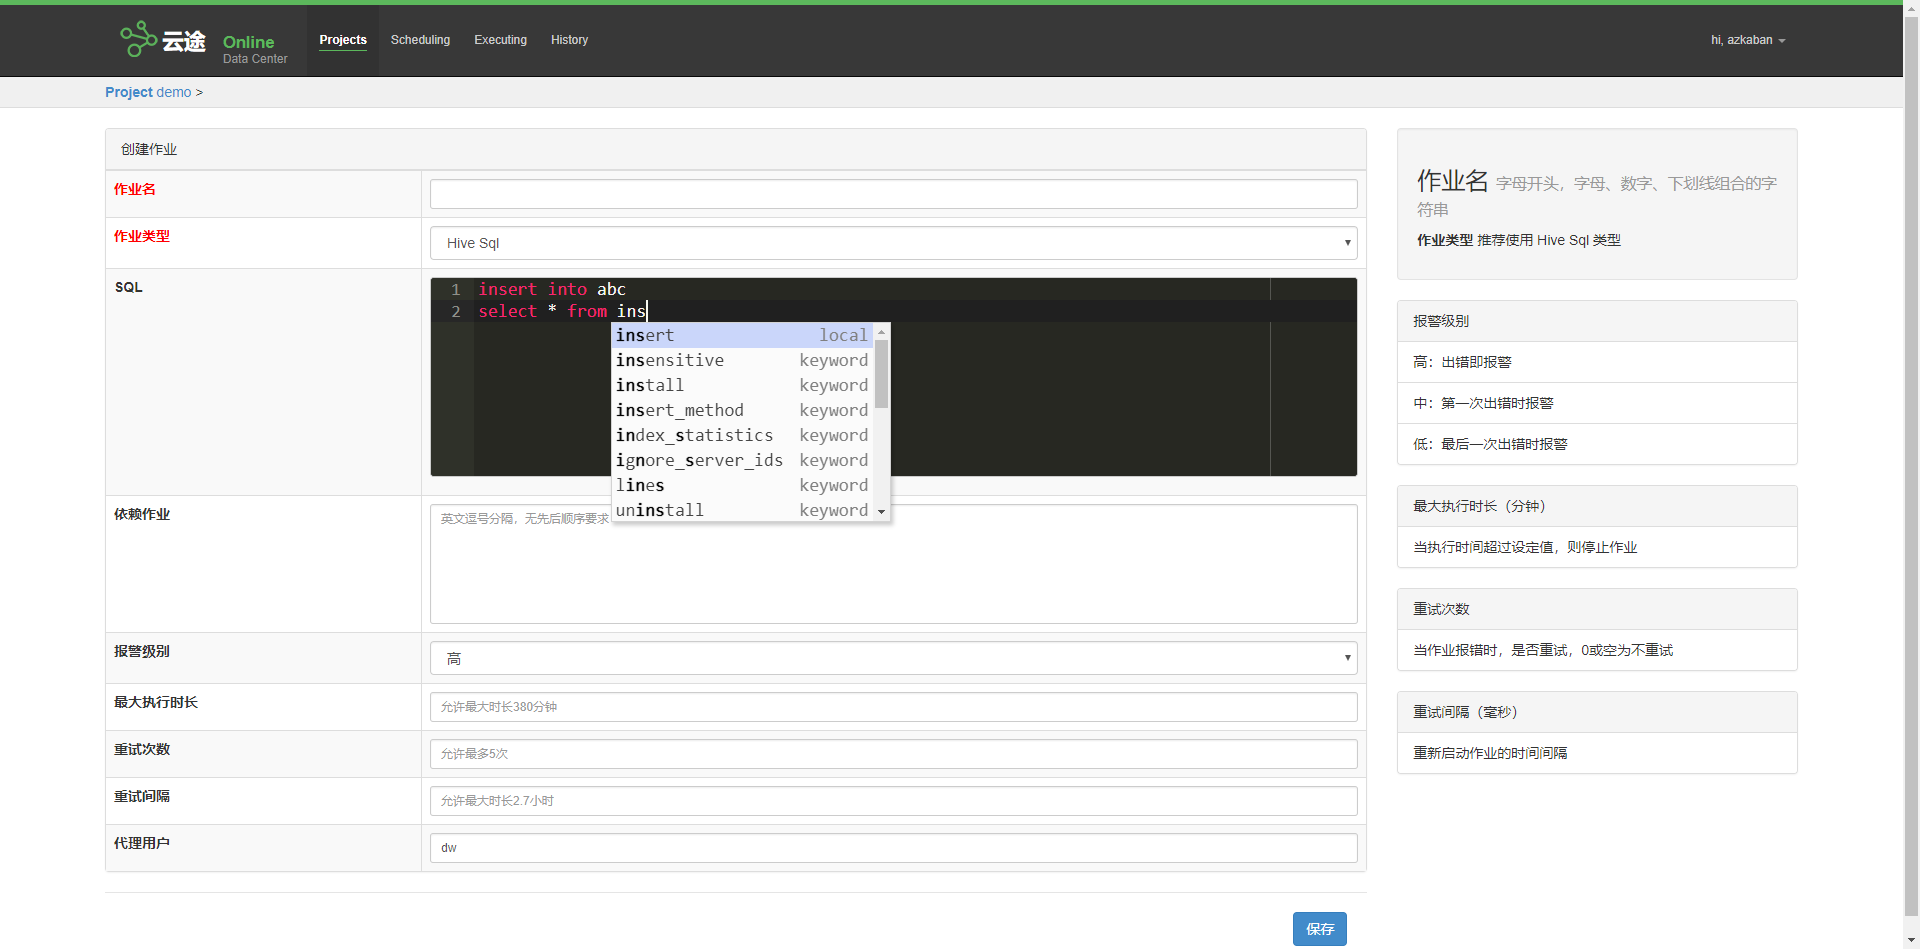 云途
Online
Data Center
Projects
Scheduling
Executing
History
hi, azkaban
Project demo >
创建作业
作业名
作业类型
Hive Sql
SQL
1 insert into abc
2 select * from ins
insert local
insensitive keyword
install keyword
insert_method keyword
index_statistics keyword
ignore_server_ids keyword
lines keyword
uninstall keyword
依赖作业
英文逗号分隔，无先后顺序要求
报警级别
高
最大执行时长
允许最大时长380分钟
重试次数
允许最多5次
重试间隔
允许最大时长2.7小时
代理用户
dw
保存
作业名 字母开头，字母、数字、下划线组合的字
符串
作业类型 推荐使用 Hive Sql 类型
报警级别
高：出错即报警
中：第一次出错时报警
低：最后一次出错时报警
最大执行时长（分钟）
当执行时间超过设定值，则停止作业
重试次数
当作业报错时，是否重试，0或空为不重试
重试间隔（毫秒）
重新启动作业的时间间隔